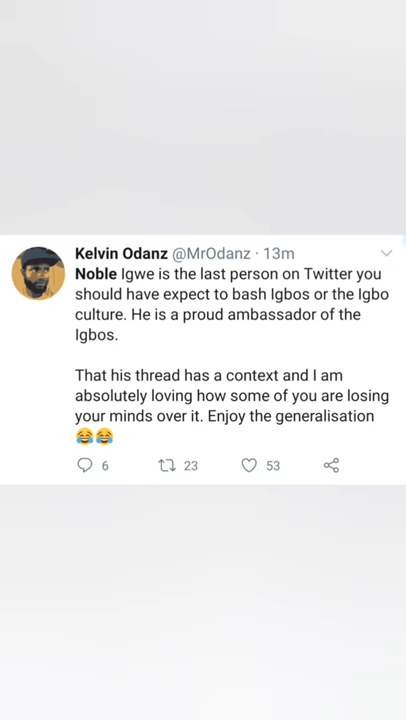 Kelvin Odanz @MrOdanz · 13m
Noble Igwe is the last person on Twitter you
should have expect to bash Igbos or the Igbo
culture. He is a proud ambassador of the
Igbos.
That his thread has a context and I am
absolutely loving how some of you are losing
your minds over it. Enjoy the generalisation
😂😂
6 23 53